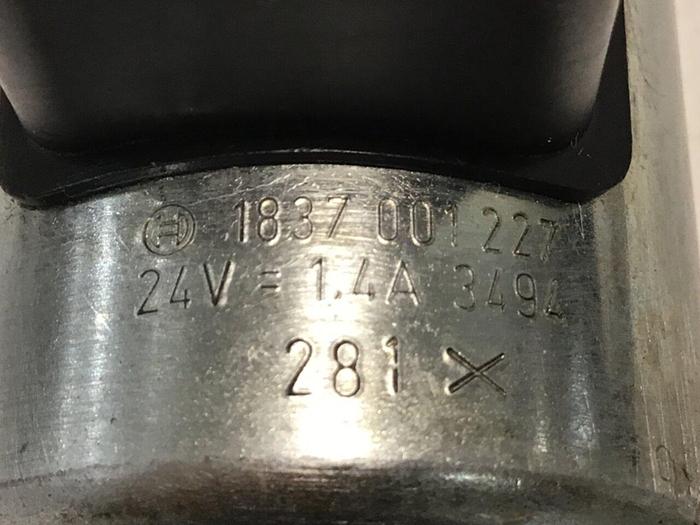 1837 001 227
24V = 1.4A 3494
281 X